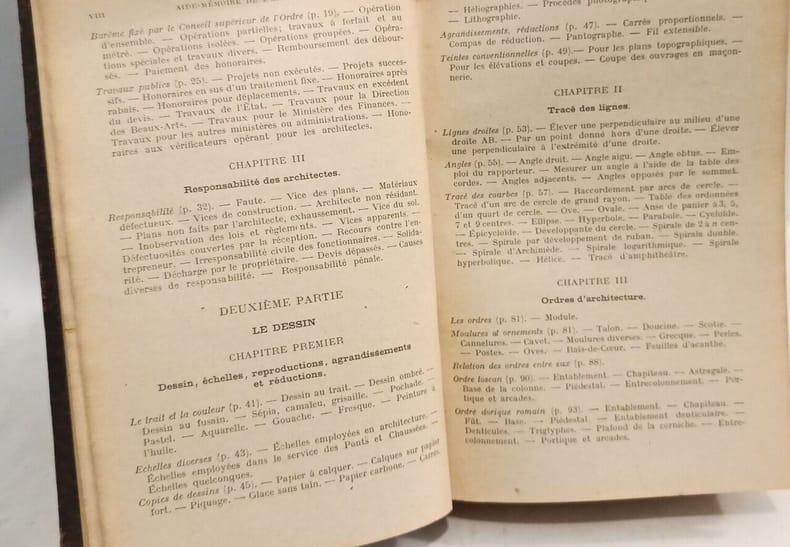 VIII AIDE-MÉMOIRE DE
Barème fixé par le Conseil supérieur de l'Ordre (p. 19). — Opération
d'ensemble. — Opérations partielles; travaux à forfait et au
métré. — Opérations isolées. — Opérations groupées. — Opéra-
tions spéciales et travaux divers. — Remboursement des débour-
sés. — Paiement des honoraires.
Travaux publics (p. 25). — Projets non exécutés. — Projets succes-
sifs. — Honoraires en sus d'un traitement fixe. — Honoraires après
rabais. — Honoraires pour déplacements. — Travaux en excédent
du devis. — Travaux de l'État. — Travaux pour la Direction
des Beaux-Arts. — Travaux pour le Ministère des Finances. —
Travaux pour les autres ministères ou administrations. — Hono-
raires aux vérificateurs opérant pour les architectes.
CHAPITRE III
Responsabilité des architectes.
Responsabilité (p. 32). — Faute. — Vice des plans. — Matériaux
défectueux. — Vices de construction. — Architecte non résidant.
— Plans non faits par l'architecte, exhaussement. — Vice du sol.
— Inobservation des lois et règlements. — Vices apparents. —
Défectuosités couvertes par la réception. — Recours contre l'en-
trepreneur. — Irresponsabilité civile des fonctionnaires. — Solida-
rité. — Décharge par le propriétaire. — Devis dépassés. — Causes
diverses de responsabilité. — Responsabilité pénale.
DEUXIÈME PARTIE
LE DESSIN
CHAPITRE PREMIER
Dessin, échelles, reproductions, agrandissements
et réductions.
Le trait et la couleur (p. 41). — Dessin au trait. — Dessin ombré. —
Dessin au fusain. — Sépia, camaïeu, grisaille. — Pochade. —
Pastel. — Aquarelle. — Gouache. — Fresque. — Peinture à
l'huile.
Echelles diverses (p. 43). — Échelles employées en architecture. —
Échelles employées dans le service des Ponts et Chaussées. —
Échelles quelconques.
Copies de dessins (p. 45). — Papier à calquer. — Calques sur papier
fort. — Piquage. — Glace sans tain. — Papier carbone. — Carrés.
— Héliographies. — Procédés
— Lithographie.
Agrandissements, réductions (p. 47). — Carrés proportionnels. —
Compas de réduction. — Pantographe. — Fil extensible.
Teintes conventionnelles (p. 49). — Pour les plans topographiques. —
Pour les élévations et coupes. — Coupe des ouvrages en maçon-
nerie.
CHAPITRE II
Tracé des lignes.
Lignes droites (p. 53). — Élever une perpendiculaire au milieu d'une
droite AB. — Par un point donné hors d'une droite. — Élever
une perpendiculaire à l'extrémité d'une droite.
Angles (p. 55). — Angle droit. — Angle aigu. — Angle obtus. — Em-
ploi du rapporteur. — Mesurer un angle à l'aide de la table des
cordes. — Angles adjacents. — Angles opposés par le sommet.
Tracé des courbes (p. 57). — Raccordement par arcs de cercle. —
Tracé d'un arc de cercle de grand rayon. — Table des ordonnées
d'un quart de cercle. — Ove. — Ovale. — Anse de panier à 3, 5,
7 et 9 centres. — Ellipse. — Hyperbole. — Parabole. — Cycloïde.
— Épicycloïde. — Développante du cercle. — Spirale de 2 à n cen-
tres. — Spirale par développement de ruban. — Spirale double.
— Spirale d'Archimède. — Spirale logarithmique. — Spirale
hyperbolique. — Hélice. — Tracé d'amphithéâtre.
CHAPITRE III
Ordres d'architecture.
Les ordres (p. 81). — Module.
Moulures et ornements (p. 81). — Talon. — Doucine. — Scotie. —
Cannelures. — Cavet. — Moulures diverses. — Grecque. — Perles.
— Postes. — Oves. — Rais-de-Cœur. — Feuilles d'acanthe.
Relation des ordres entre eux (p. 88).
Ordre toscan (p. 90). — Entablement. — Chapiteau. — Astragale. —
Base de la colonne. — Piédestal. — Entrecolonnement. — Por-
tique et arcades.
Ordre dorique romain (p. 93). — Entablement. — Chapiteau. —
Fût. — Base. — Piédestal. — Entablement denticulaire. —
Denticules. — Triglyphes. — Plafond de la corniche. — Entre-
colonnement. — Portique et arcades.